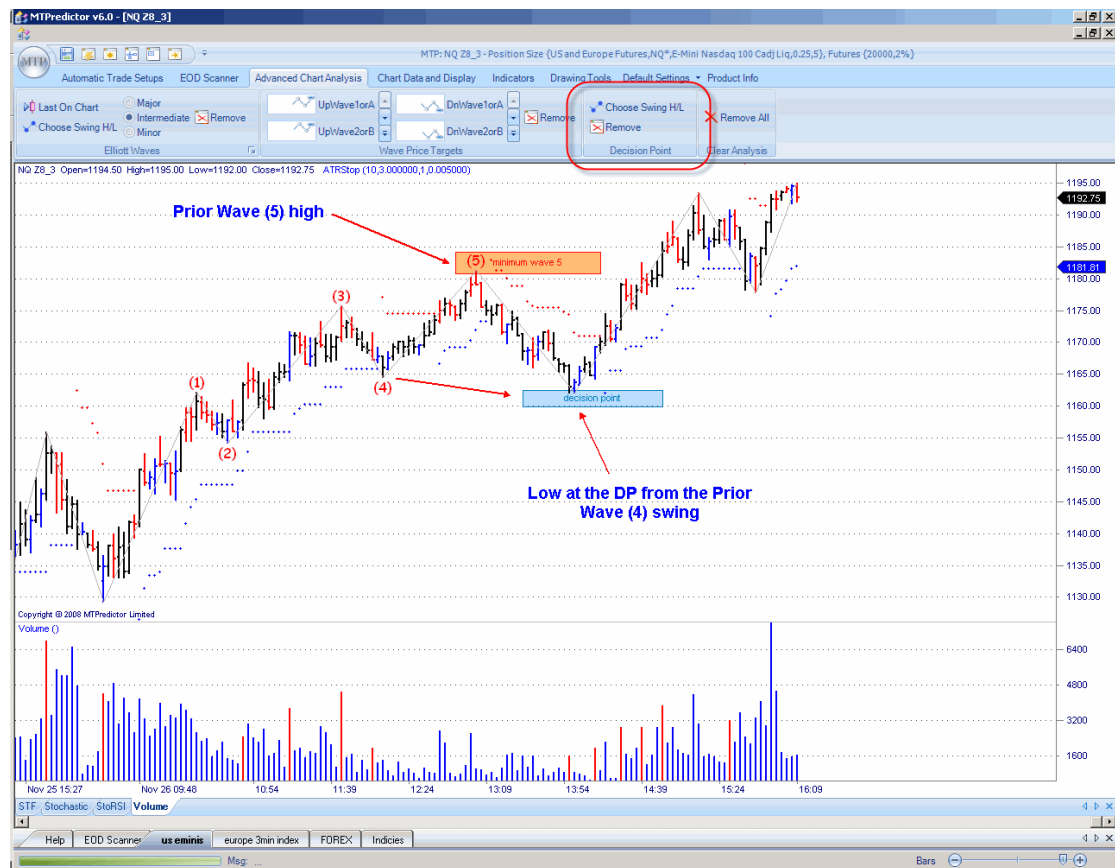 MTPredictor v6.0 - [NQ Z8_3]
MTP
MTP: NQ Z8_3 - Position Size {US and Europe Futures,NQ*,E-Mini Nasdaq 100 Cadj Liq,0.25,5}, Futures {20000,2%}
Automatic Trade Setups EOD Scanner Advanced Chart Analysis Chart Data and Display Indicators Drawing Tools Default Settings Product Info
Last On Chart Major UpWave1orA DnWave1orA Choose Swing H/L
Choose Swing H/L Intermediate Remove UpWave2orB DnWave2orB Remove Remove Remove All
Minor
Elliott Waves Wave Price Targets Decision Point Clear Analysis
NQ Z8_3 Open=1194.50 High=1195.00 Low=1192.00 Close=1192.75 ATRStop (10,3.000000,1,0.005000)
1195.00
1192.75
1190.00
Prior Wave (5) high
1185.00
(5) *minimum wave 5
1181.81
1180.00
(3)
1175.00
1170.00
1165.00
(4)
(1)
decision point
1160.00
1155.00
(2)
1150.00
Low at the DP from the Prior
Wave (4) swing
1145.00
1140.00
1135.00
1130.00
Copyright © 2008 MTPredictor Limited
Volume ()
6400
4800
3200
1600
Nov 25 15:27 Nov 26 09:48 10:54 11:39 12:24 13:09 13:54 14:39 15:24 16:09
STF Stochastic StoRSI Volume
Help EOD Scanner us eminis europe 3min index FOREX Indicies
Msg: ... Bars